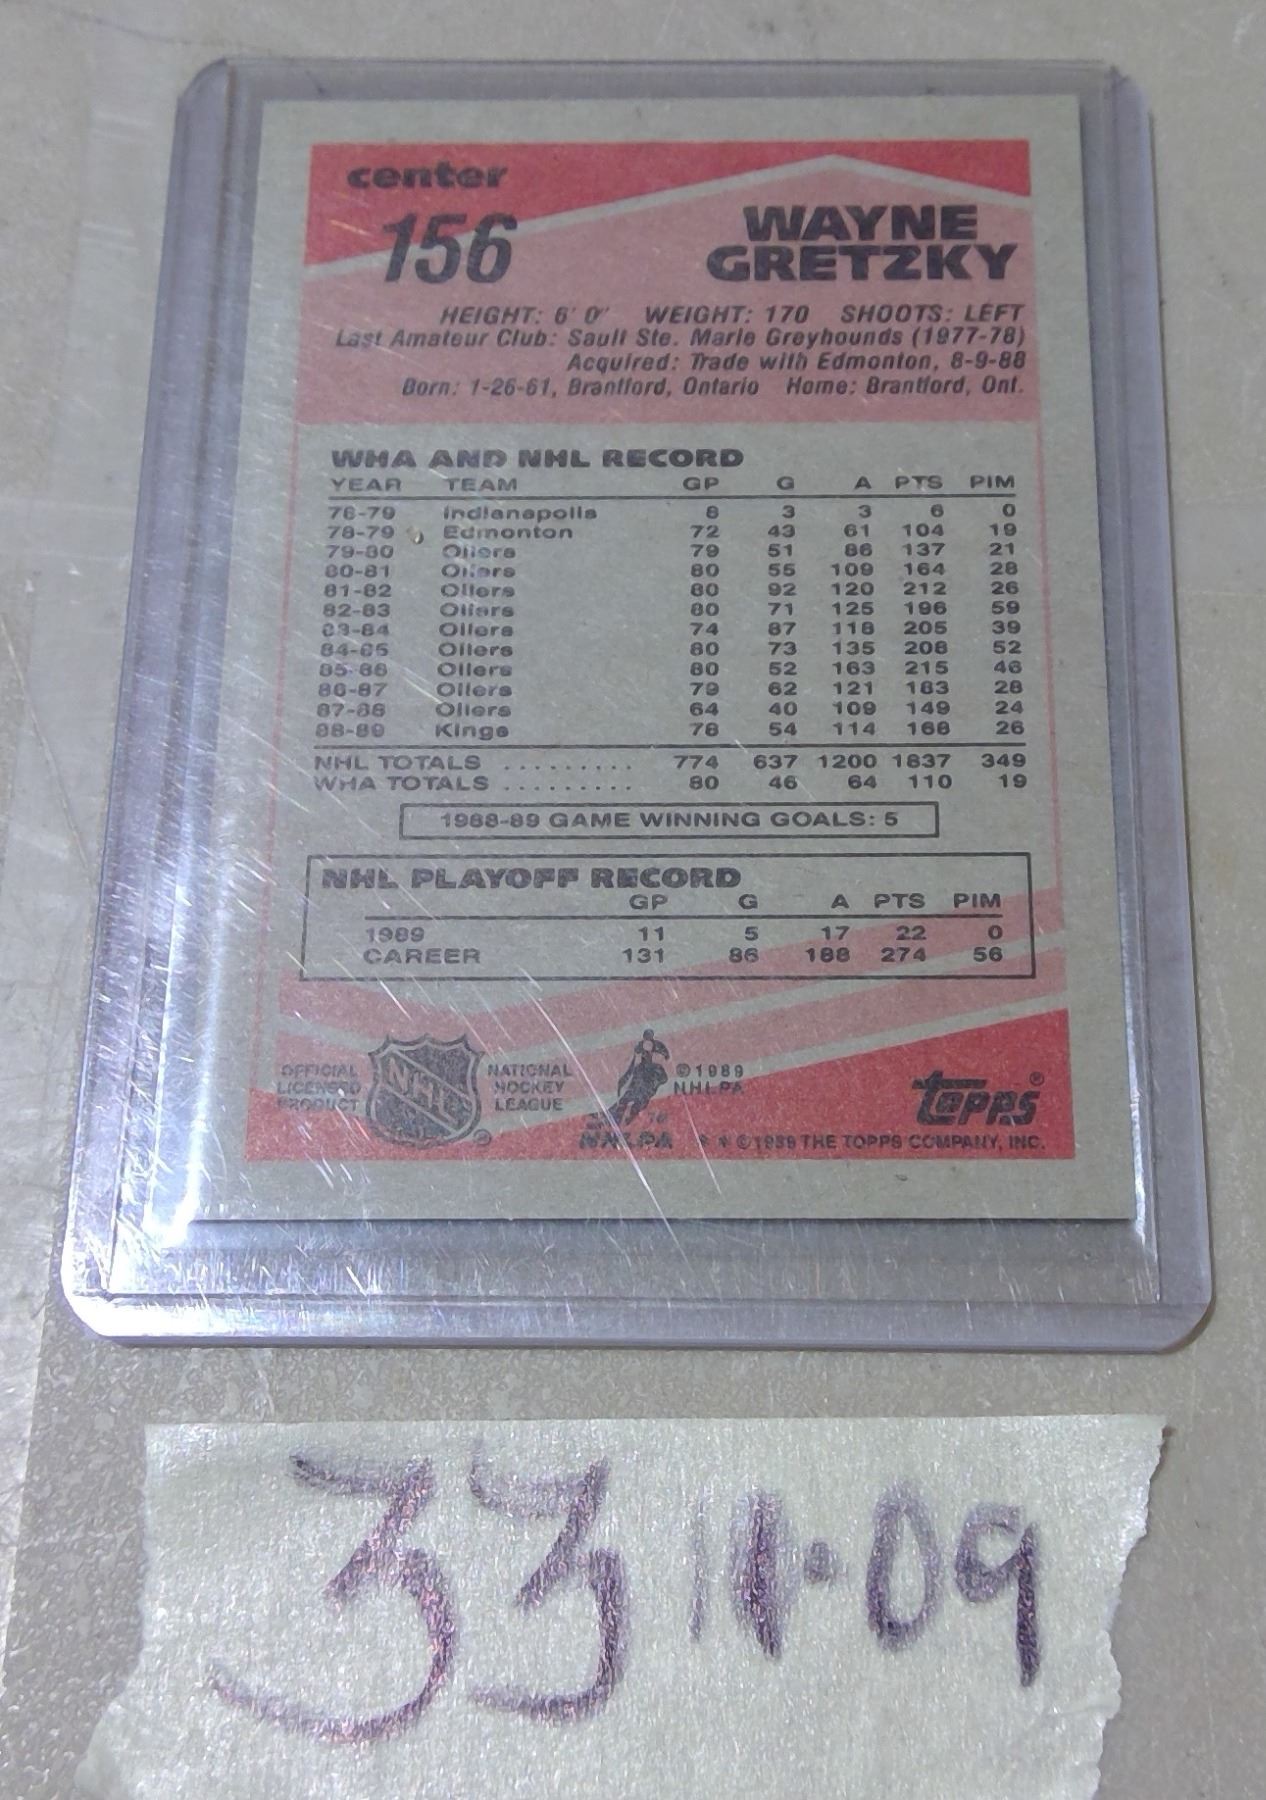 center
156
WAYNE
GRETZKY
HEIGHT: 6' 0" WEIGHT: 170 SHOOTS: LEFT
Last Amateur Club: Sault Ste. Marie Greyhounds (1977-78)
Acquired: Trade with Edmonton, 8-9-88
Born: 1-26-61, Brantford, Ontario Home: Brantford, Ont.
WHA AND NHL RECORD
YEAR TEAM GP G A PTS PIM
78-79 Indianapolis 8 3 3 6 0
78-79 Edmonton 72 43 61 104 19
79-80 Oilers 79 51 86 137 21
80-81 Oilers 80 55 109 164 28
81-82 Oilers 80 92 120 212 26
82-83 Oilers 80 71 125 196 59
83-84 Oilers 74 87 118 205 39
84-85 Oilers 80 73 135 208 52
85-86 Oilers 80 52 163 215 46
86-87 Oilers 79 62 121 183 28
87-88 Oilers 64 40 109 149 24
88-89 Kings 78 54 114 168 26
NHL TOTALS ......... 774 637 1200 1837 349
WHA TOTALS ......... 80 46 64 110 19
1988-89 GAME WINNING GOALS: 5
NHL PLAYOFF RECORD
GP G A PTS PIM
1989 11 5 17 22 0
CAREER 131 86 188 274 56
OFFICIAL
LICENSED
PRODUCT
NHL
®
NATIONAL
HOCKEY
LEAGUE
©1989
NHLPA
NHLPA
topps®
* * ©1989 THE TOPPS COMPANY, INC.
33 11.09